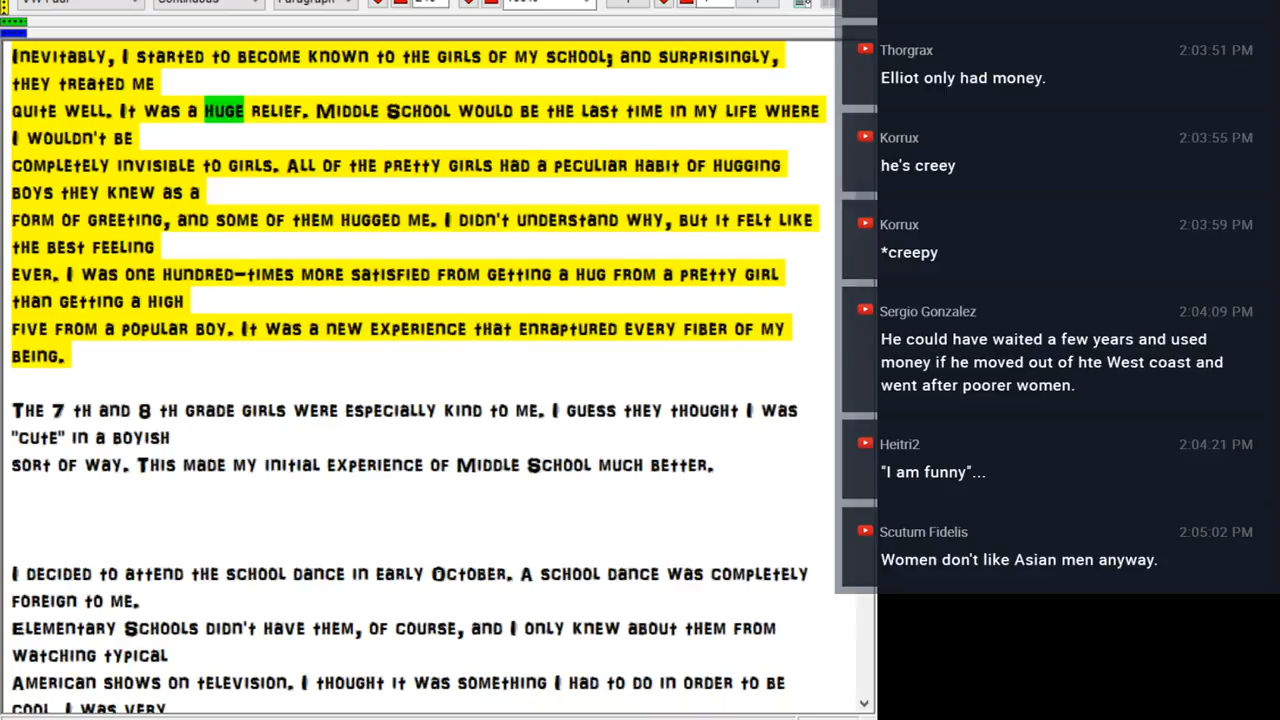 Continuous
Paragraph
Inevitably, I started to become known to the girls of my school; and surprisingly,
they treated me
quite well. It was a huge relief. Middle School would be the last time in my life where
I wouldn't be
completely invisible to girls. All of the pretty girls had a peculiar habit of hugging
boys they knew as a
form of greeting, and some of them hugged me. I didn't understand why, but it felt like
the best feeling
ever. I was one hundred-times more satisfied from getting a hug from a pretty girl
than getting a high
five from a popular boy. It was a new experience that enraptured every fiber of my
being.
The 7 th and 8 th grade girls were especially kind to me. I guess they thought I was
"cute" in a boyish
sort of way. This made my initial experience of Middle School much better.
I decided to attend the school dance in early October. A school dance was completely
foreign to me.
Elementary Schools didn't have them, of course, and I only knew about them from
watching typical
American shows on television. I thought it was something I had to do in order to be
cool. I was very
Thorgrax 2:03:51 PM
Elliot only had money.
Korrux 2:03:55 PM
he's creey
Korrux 2:03:59 PM
*creepy
Sergio Gonzalez 2:04:09 PM
He could have waited a few years and used
money if he moved out of hte West coast and
went after poorer women.
Heitri2 2:04:21 PM
"I am funny"...
Scutum Fidelis 2:05:02 PM
Women don't like Asian men anyway.